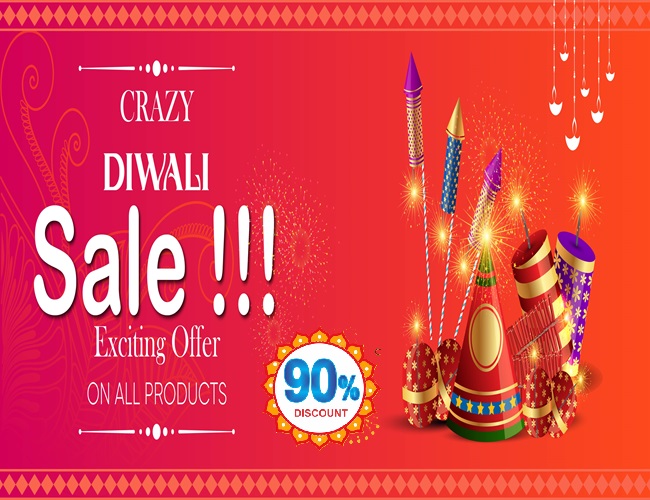 CRAZY
DIWALI
Sale !!!
Exciting Offer
ON ALL PRODUCTS
90%
DISCOUNT